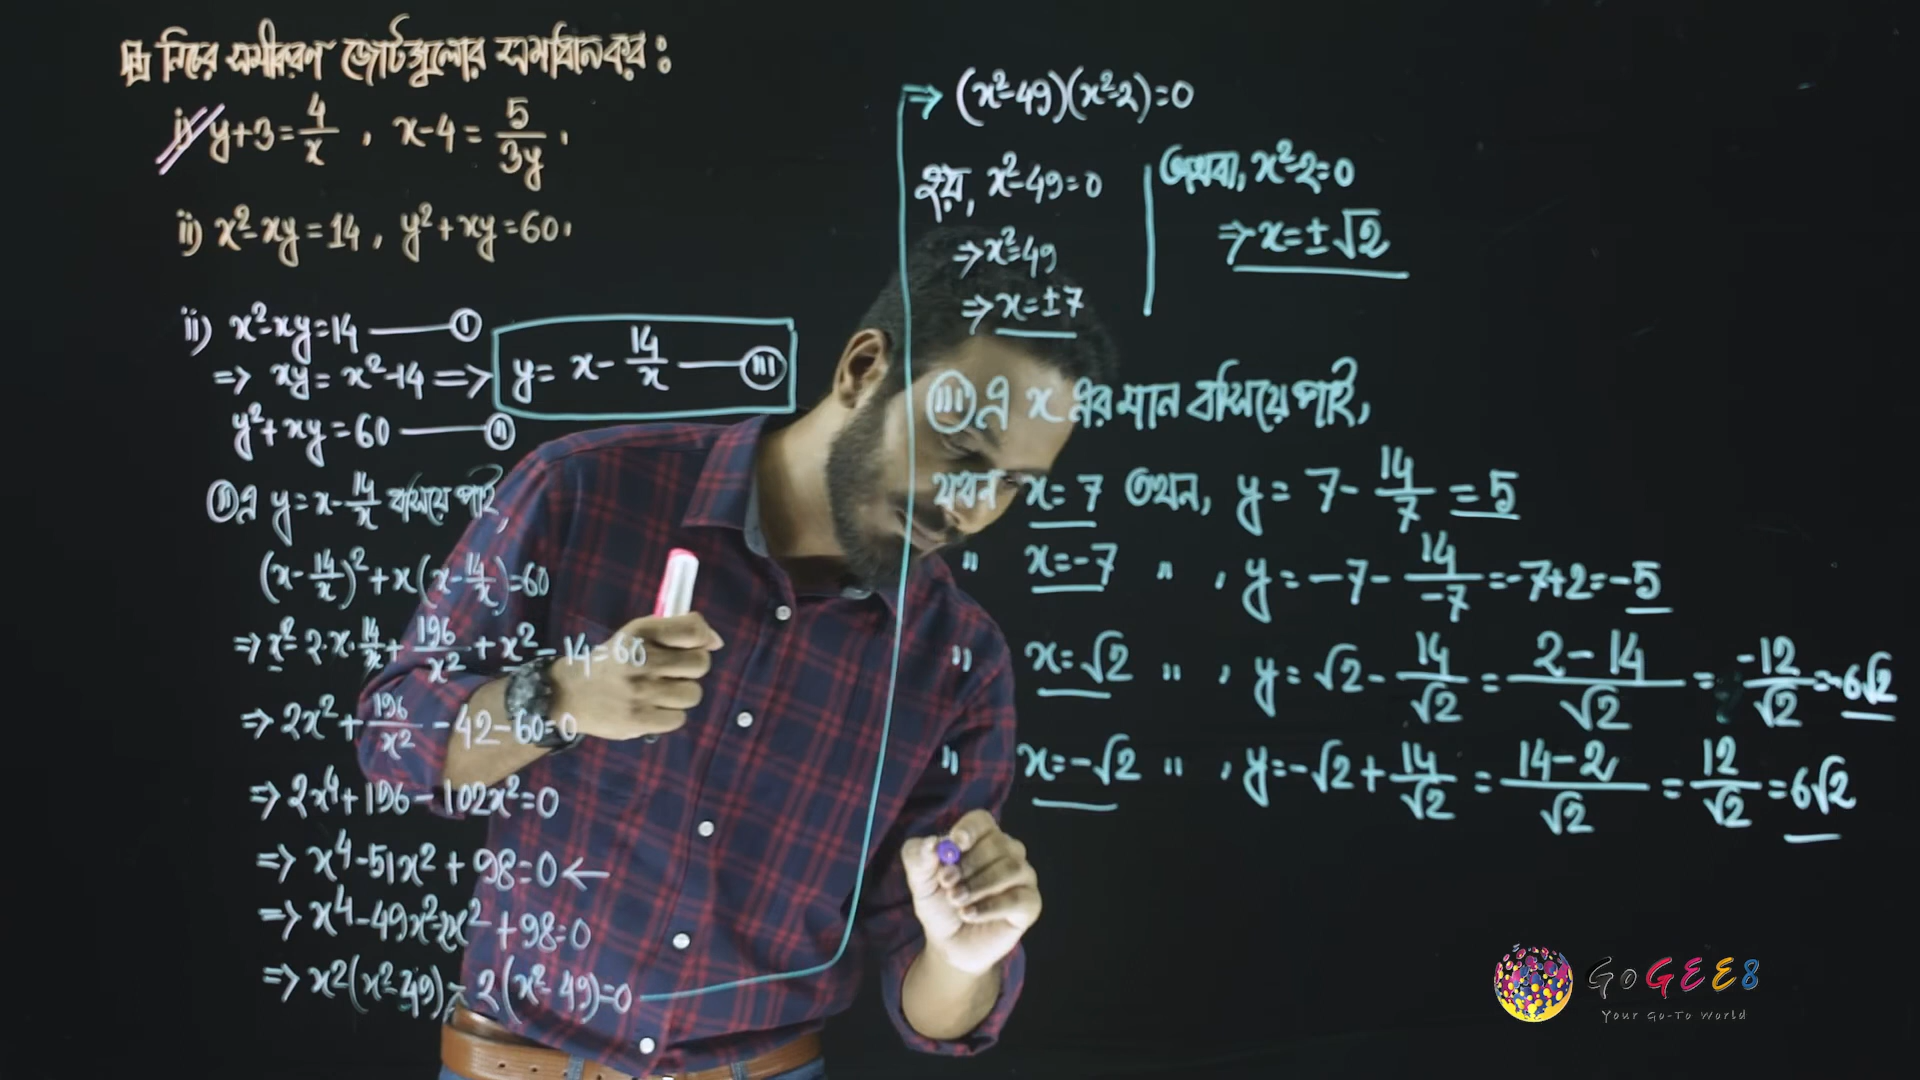 নিচের সমীকরণ জোটগুলোর সমাধান কর :
i) y+3 = 4/x , x-4 = 5/3y .
ii) x²-xy=14 , y²+xy=60.
ii) x²-xy=14 —— (i)
=> xy = x²-14 => y = x - 14/x —— (iii)
y²+xy=60 —— (ii)
(ii) এ y = x - 14/x বসিয়ে পাই,
(x - 14/x)² + x(x - 14/x) = 60
=> x² - 2·x·14/x + 196/x² + x² - 14 = 60
=> 2x² + 196/x² - 42 - 60 = 0
=> 2x⁴ + 196 - 102x² = 0
=> x⁴ - 51x² + 98 = 0 ←
=> x⁴ - 49x² - 2x² + 98 = 0
=> x²(x² - 49) - 2(x² - 49) = 0
=> (x²-49)(x²-2) = 0
হয়, x²-49=0
=> x²=49
=> x=±7
অথবা, x²-2=0
=> x=±√2
(iii) এ x এর মান বসিয়ে পাই,
যখন x=7 তখন, y = 7 - 14/7 = 5
" x=-7 " , y = -7 - 14/-7 = -7+2 = -5
" x=√2 " , y = √2 - 14/√2 = 2-14/√2 = -12/√2 = -6√2
" x=-√2 " , y = -√2 + 14/√2 = 14-2/√2 = 12/√2 = 6√2
GoGEE8
Your Go-To World